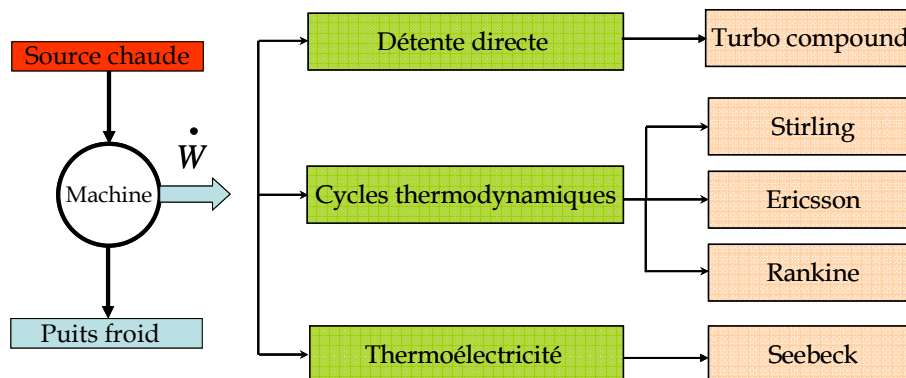 Source chaude
Ẇ
Machine
Puits froid
Détente directe
Turbo compound
Cycles thermodynamiques
Stirling
Ericsson
Rankine
Thermoélectricité
Seebeck